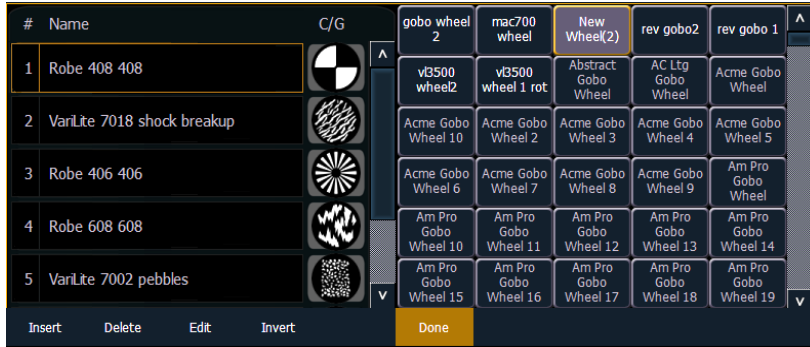 # Name C/G
1 Robe 408 408
2 VariLite 7018 shock breakup
3 Robe 406 406
4 Robe 608 608
5 VariLite 7002 pebbles
gobo wheel
2
mac700
wheel
New
Wheel(2)
rev gobo2
rev gobo 1
vl3500
wheel2
vl3500
wheel 1 rot
Abstract
Gobo
Wheel
AC Ltg
Gobo
Wheel
Acme Gobo
Wheel
Acme Gobo
Wheel 10
Acme Gobo
Wheel 2
Acme Gobo
Wheel 3
Acme Gobo
Wheel 4
Acme Gobo
Wheel 5
Acme Gobo
Wheel 6
Acme Gobo
Wheel 7
Acme Gobo
Wheel 8
Acme Gobo
Wheel 9
Am Pro
Gobo
Wheel
Am Pro
Gobo
Wheel 10
Am Pro
Gobo
Wheel 11
Am Pro
Gobo
Wheel 12
Am Pro
Gobo
Wheel 13
Am Pro
Gobo
Wheel 14
Am Pro
Gobo
Wheel 15
Am Pro
Gobo
Wheel 16
Am Pro
Gobo
Wheel 17
Am Pro
Gobo
Wheel 18
Am Pro
Gobo
Wheel 19
Insert Delete Edit Invert Done